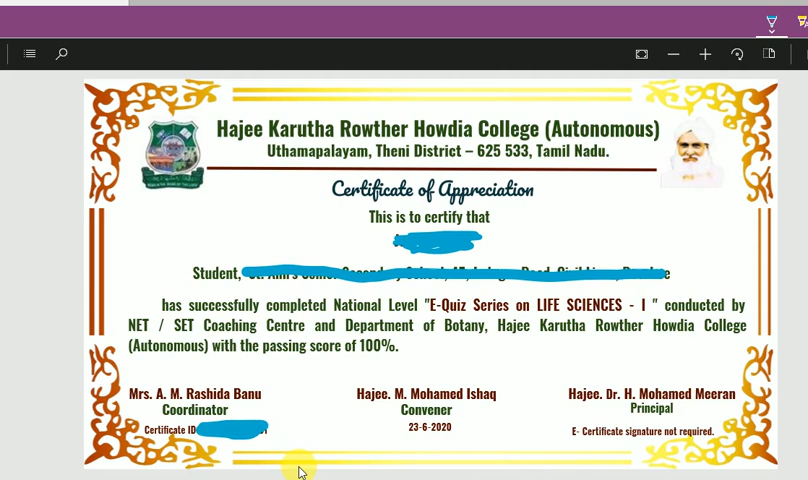 Hajee Karutha Rowther Howdia College (Autonomous)
Uthamapalayam, Theni District – 625 533, Tamil Nadu.
Certificate of Appreciation
This is to certify that
Student,
has successfully completed National Level "E-Quiz Series on LIFE SCIENCES - I " conducted by
NET / SET Coaching Centre and Department of Botany, Hajee Karutha Rowther Howdia College
(Autonomous) with the passing score of 100%.
Mrs. A. M. Rashida Banu
Coordinator
Certificate ID
Hajee. M. Mohamed Ishaq
Convener
23-6-2020
Hajee. Dr. H. Mohamed Meeran
Principal
E- Certificate signature not required.